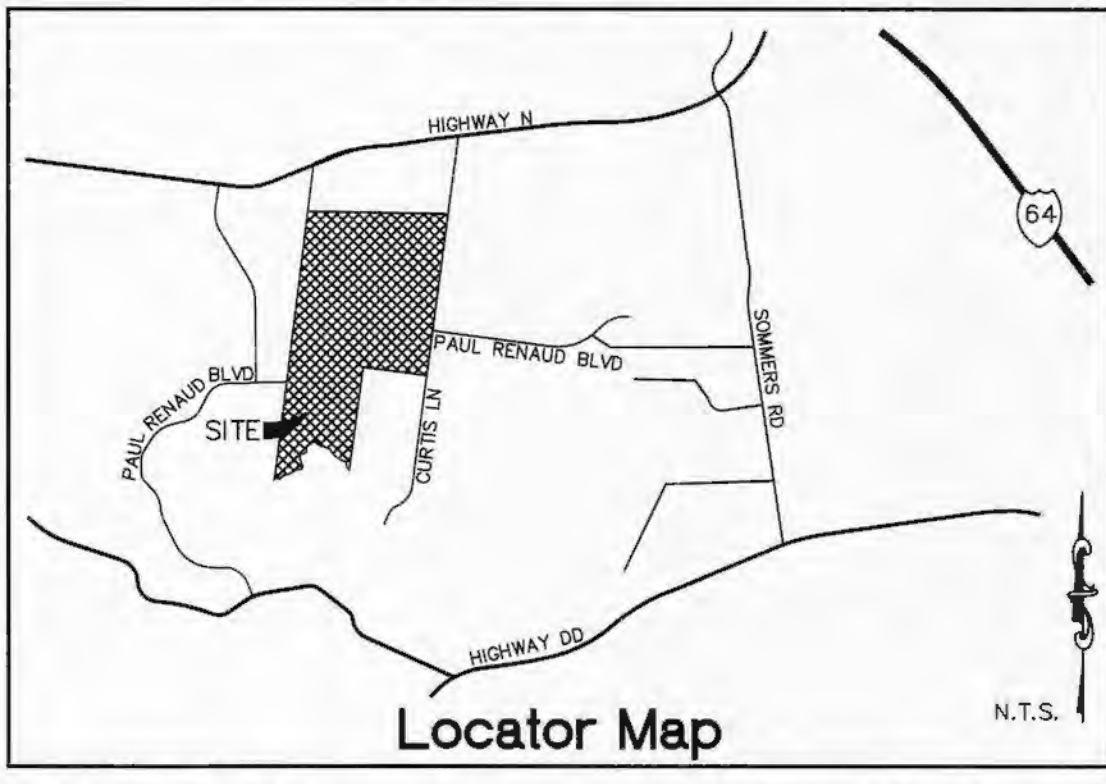 HIGHWAY N
64
SOMMERS RD
PAUL RENAUD BLVD
PAUL RENAUD BLVD
SITE
CURTIS LN
HIGHWAY DD
N.T.S.
Locator Map